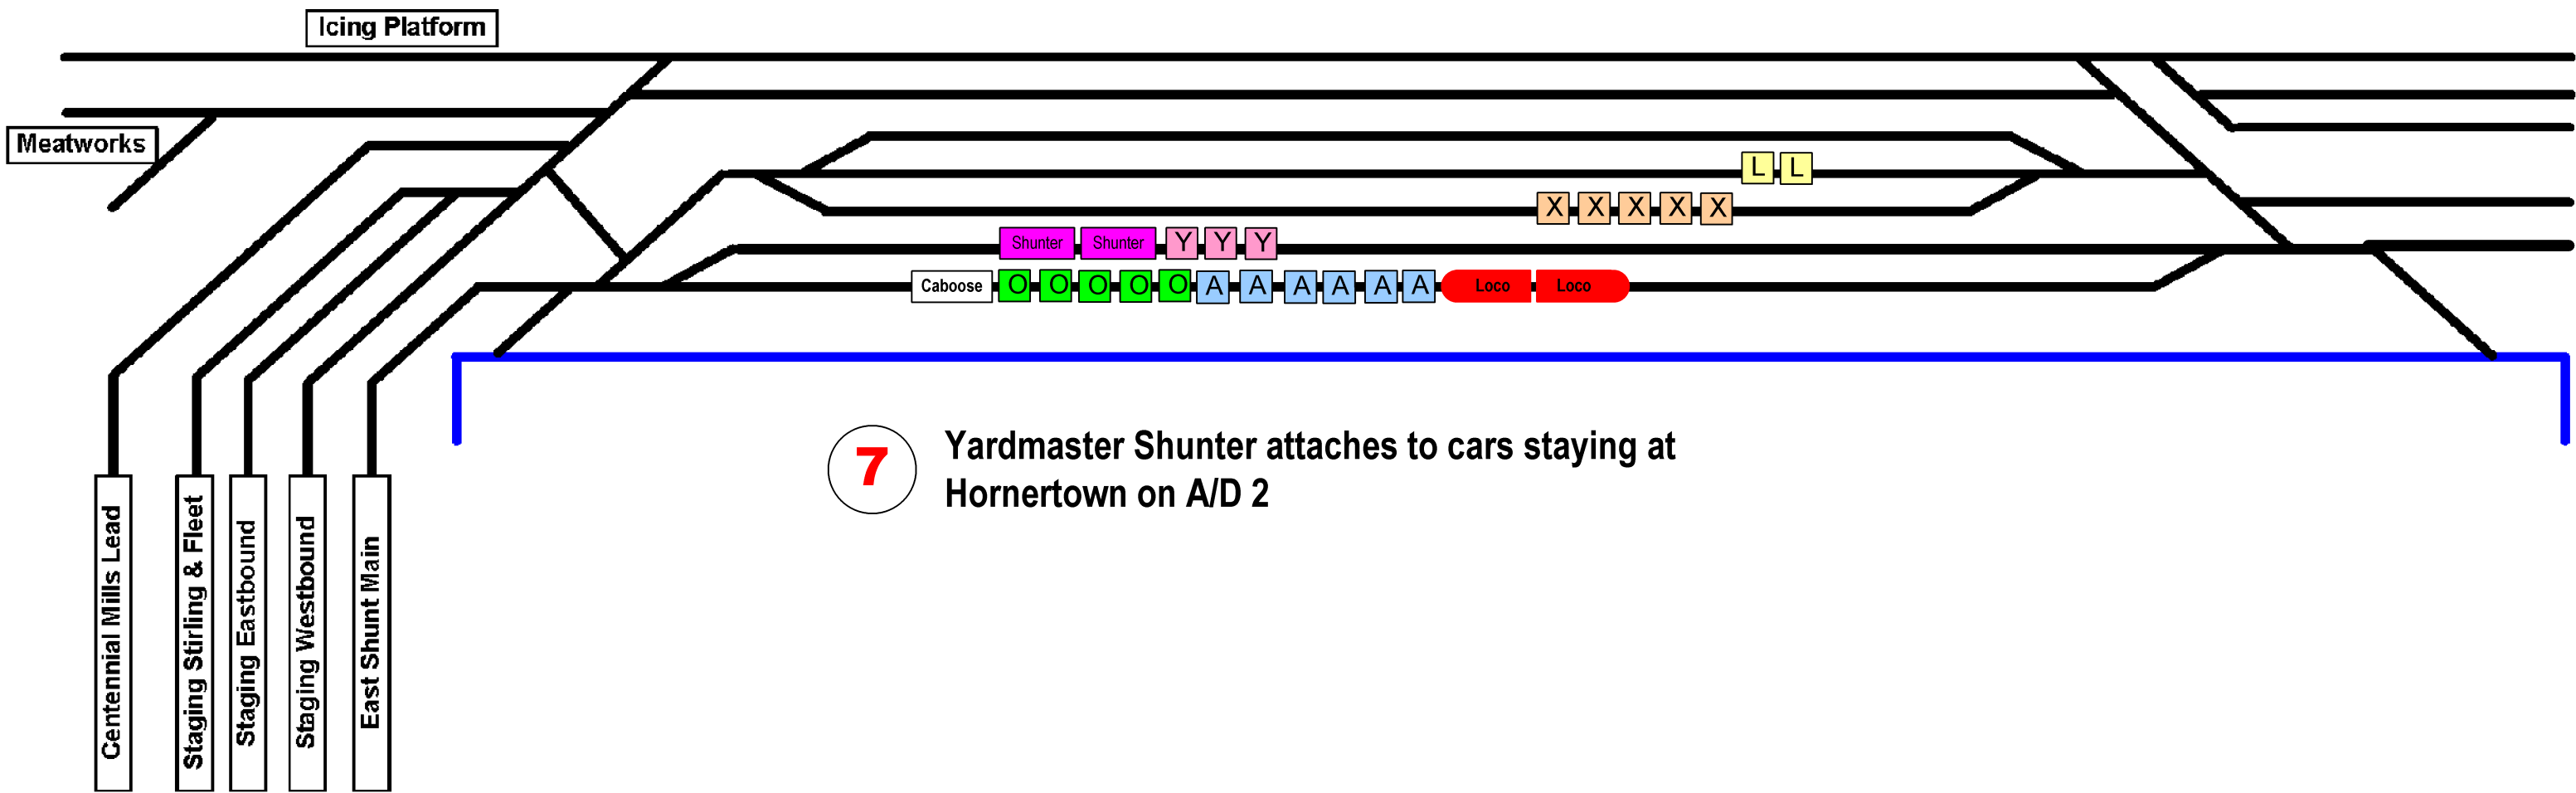 Icing Platform
Meatworks
L L
X X X X X
Shunter Shunter Y Y Y
Caboose O O O O O A A A A A A Loco Loco
7
Yardmaster Shunter attaches to cars staying at
Hornertown on A/D 2
Centennial Mills Lead
Staging Stirling & Fleet
Staging Eastbound
Staging Westbound
East Shunt Main